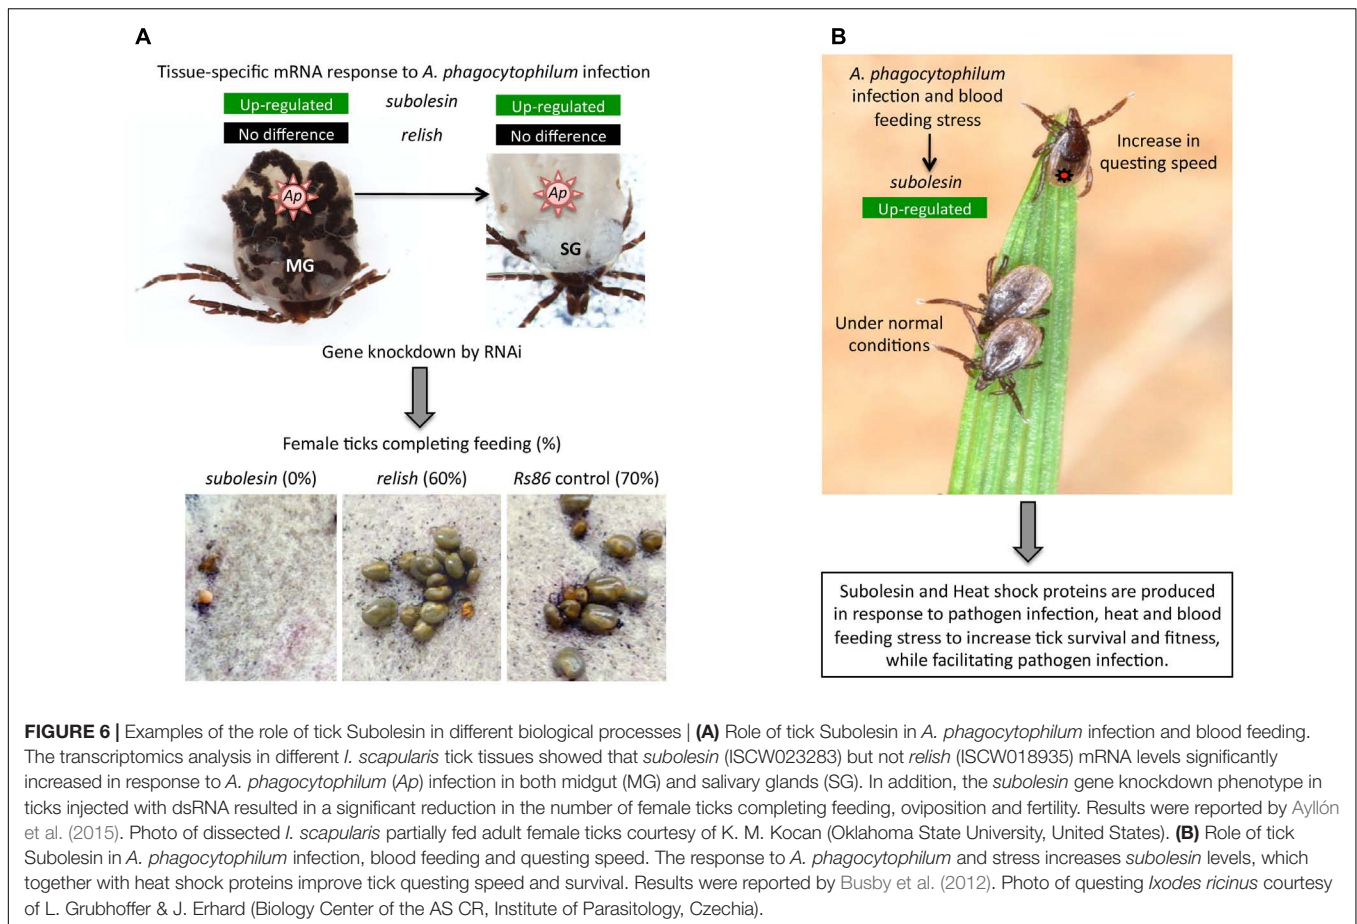 A
Tissue-specific mRNA response to A. phagocytophilum infection
Up-regulated subolesin Up-regulated
No difference relish No difference
Ap Ap
MG SG
Gene knockdown by RNAi
Female ticks completing feeding (%)
subolesin (0%) relish (60%) Rs86 control (70%)
B
A. phagocytophilum
infection and blood
feeding stress
subolesin
Up-regulated
Increase in
questing speed
Under normal
conditions
Subolesin and Heat shock proteins are produced
in response to pathogen infection, heat and blood
feeding stress to increase tick survival and fitness,
while facilitating pathogen infection.
FIGURE 6 | Examples of the role of tick Subolesin in different biological processes | (A) Role of tick Subolesin in A. phagocytophilum infection and blood feeding.
The transcriptomics analysis in different I. scapularis tick tissues showed that subolesin (ISCW023283) but not relish (ISCW018935) mRNA levels significantly
increased in response to A. phagocytophilum (Ap) infection in both midgut (MG) and salivary glands (SG). In addition, the subolesin gene knockdown phenotype in
ticks injected with dsRNA resulted in a significant reduction in the number of female ticks completing feeding, oviposition and fertility. Results were reported by Ayllón
et al. (2015). Photo of dissected I. scapularis partially fed adult female ticks courtesy of K. M. Kocan (Oklahoma State University, United States). (B) Role of tick
Subolesin in A. phagocytophilum infection, blood feeding and questing speed. The response to A. phagocytophilum and stress increases subolesin levels, which
together with heat shock proteins improve tick questing speed and survival. Results were reported by Busby et al. (2012). Photo of questing Ixodes ricinus courtesy
of L. Grubhoffer & J. Erhard (Biology Center of the AS CR, Institute of Parasitology, Czechia).